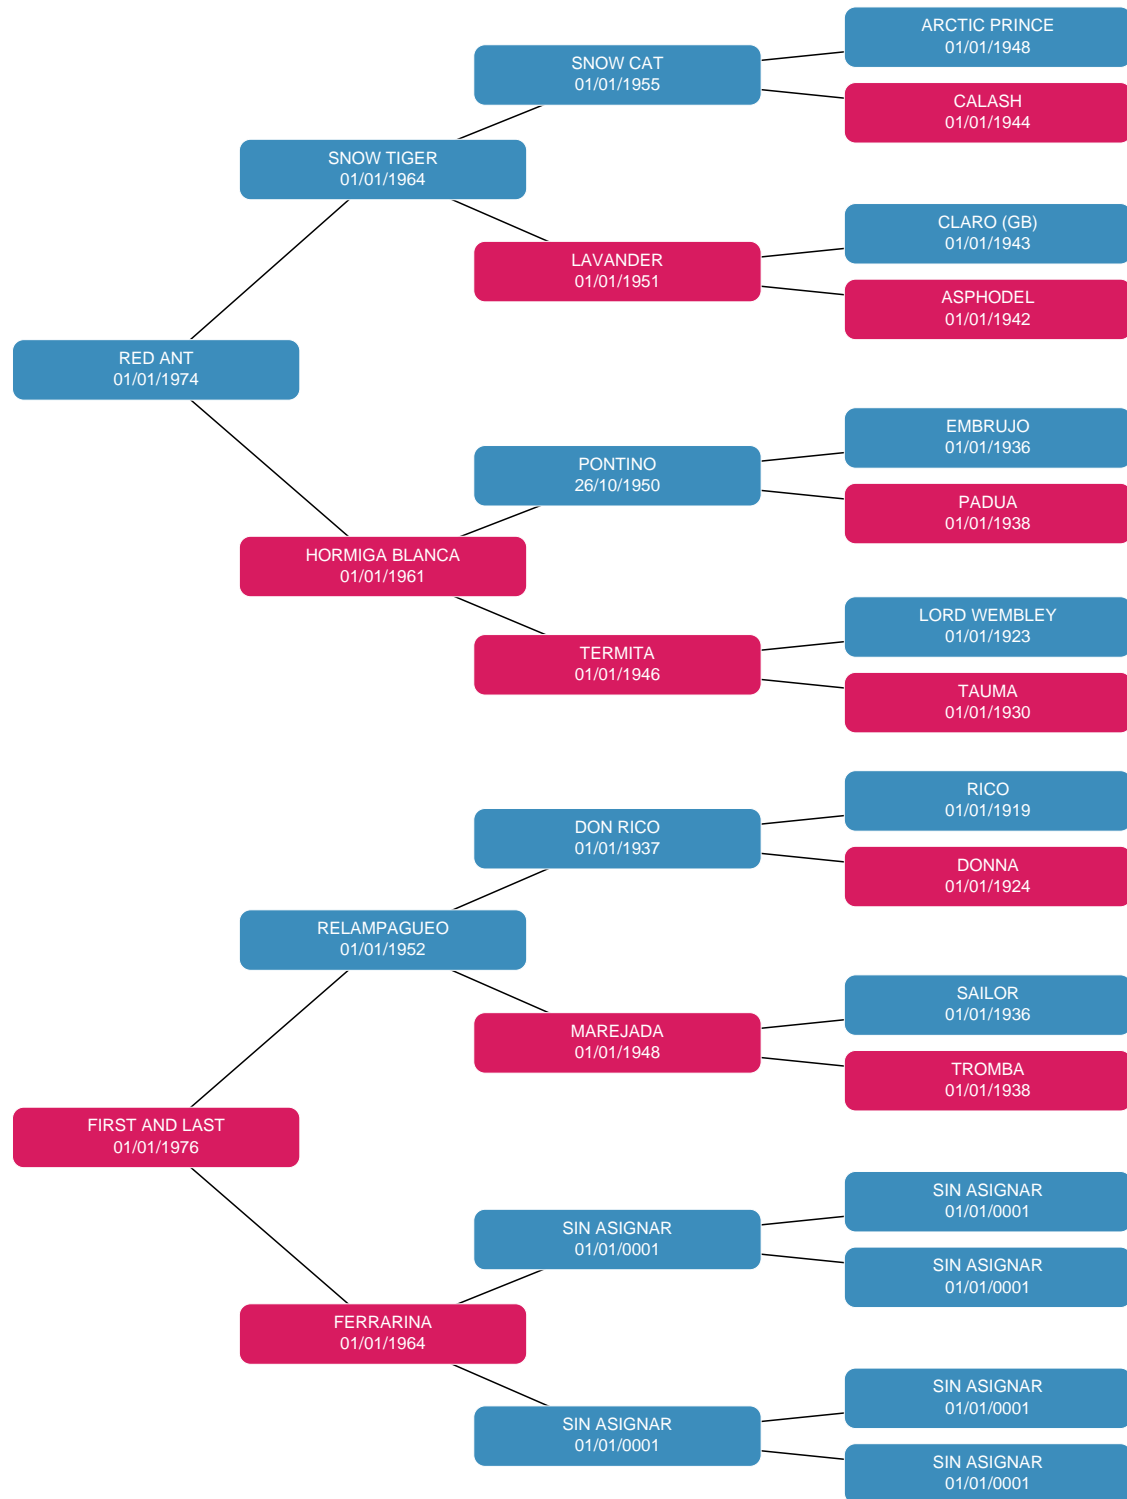 ARCTIC PRINCE
01/01/1948
SNOW CAT
01/01/1955
CALASH
01/01/1944
SNOW TIGER
01/01/1964
CLARO (GB)
01/01/1943
LAVANDER
01/01/1951
ASPHODEL
01/01/1942
RED ANT
01/01/1974
EMBRUJO
01/01/1936
PONTINO
26/10/1950
PADUA
01/01/1938
HORMIGA BLANCA
01/01/1961
LORD WEMBLEY
01/01/1923
TERMITA
01/01/1946
TAUMA
01/01/1930
RICO
01/01/1919
DON RICO
01/01/1937
DONNA
01/01/1924
RELAMPAGUEO
01/01/1952
SAILOR
01/01/1936
MAREJADA
01/01/1948
TROMBA
01/01/1938
FIRST AND LAST
01/01/1976
SIN ASIGNAR
01/01/0001
SIN ASIGNAR
01/01/0001
SIN ASIGNAR
01/01/0001
FERRARINA
01/01/1964
SIN ASIGNAR
01/01/0001
SIN ASIGNAR
01/01/0001
SIN ASIGNAR
01/01/0001